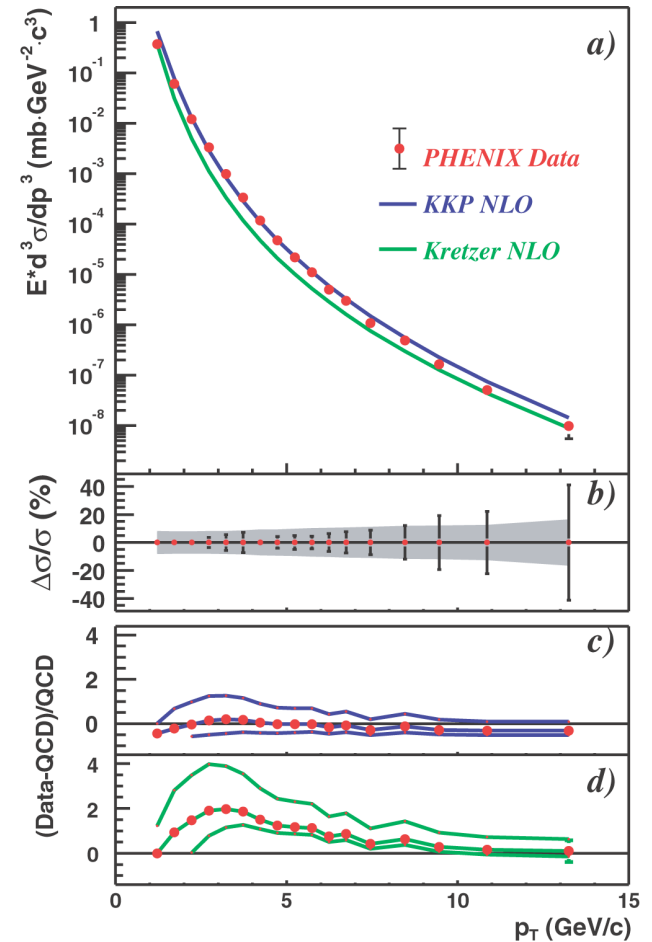 a)
E*d³σ/dp³ (mb·GeV⁻²·c³)
1
10⁻¹
10⁻²
10⁻³
10⁻⁴
10⁻⁵
10⁻⁶
10⁻⁷
10⁻⁸
PHENIX Data
KKP NLO
Kretzer NLO
b)
Δσ/σ (%)
40
20
0
-20
-40
c)
(Data-QCD)/QCD
4
2
0
d)
4
2
0
0 5 10 15
p_T (GeV/c)